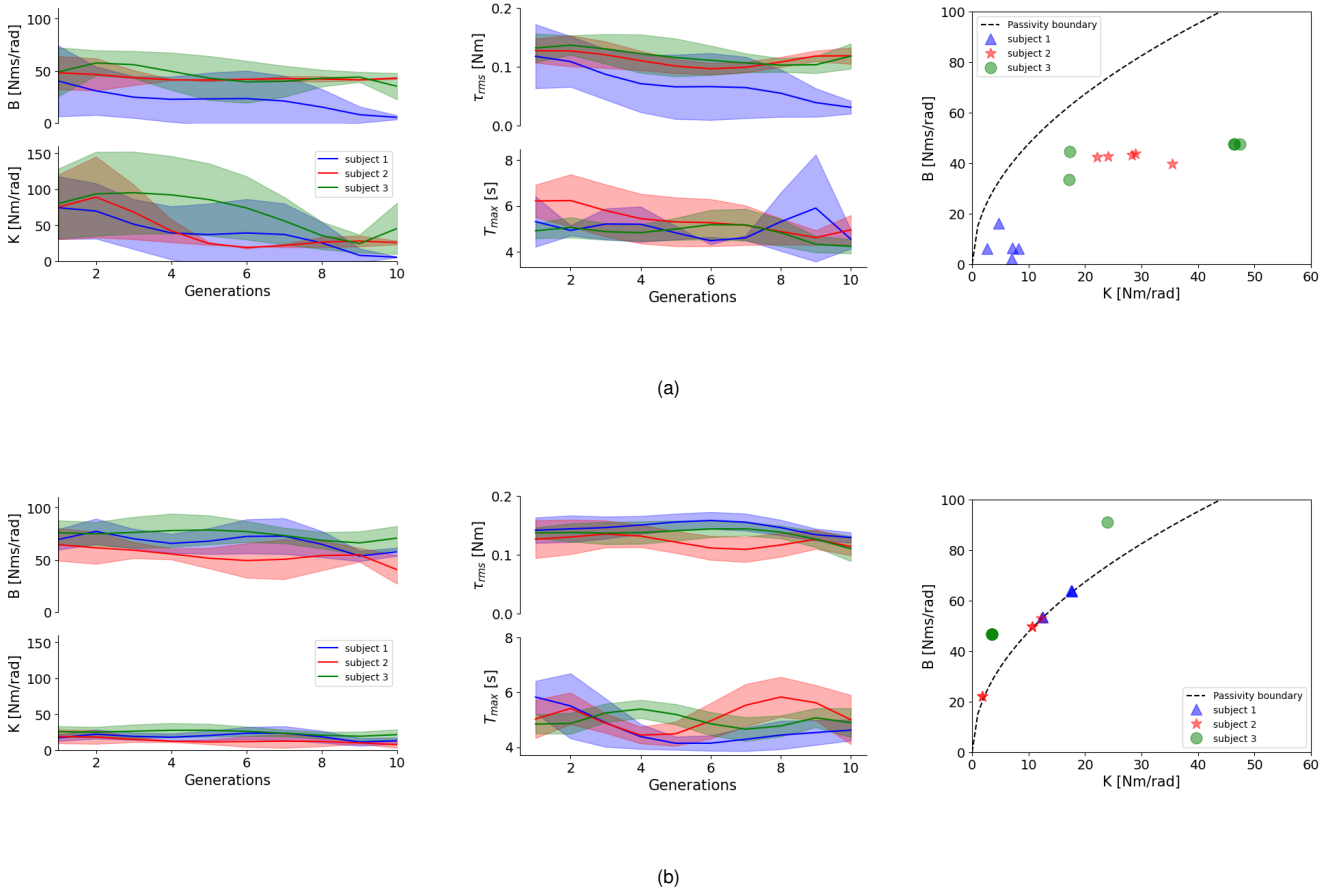 100
50
0
B [Nms/rad]
150
100
50
0
K [Nm/rad]
subject 1
subject 2
subject 3
2 4 6 8 10
Generations
0.2
0.1
0.0
τrms [Nm]
8
6
4
Tmax [s]
2 4 6 8 10
Generations
100
80
60
40
20
0
B [Nms/rad]
Passivity boundary
subject 1
subject 2
subject 3
0 10 20 30 40 50 60
K [Nm/rad]
(a)
100
50
0
B [Nms/rad]
150
100
50
0
K [Nm/rad]
subject 1
subject 2
subject 3
2 4 6 8 10
Generations
0.2
0.1
0.0
τrms [Nm]
8
6
4
Tmax [s]
2 4 6 8 10
Generations
100
80
60
40
20
0
B [Nms/rad]
Passivity boundary
subject 1
subject 2
subject 3
0 10 20 30 40 50 60
K [Nm/rad]
(b)